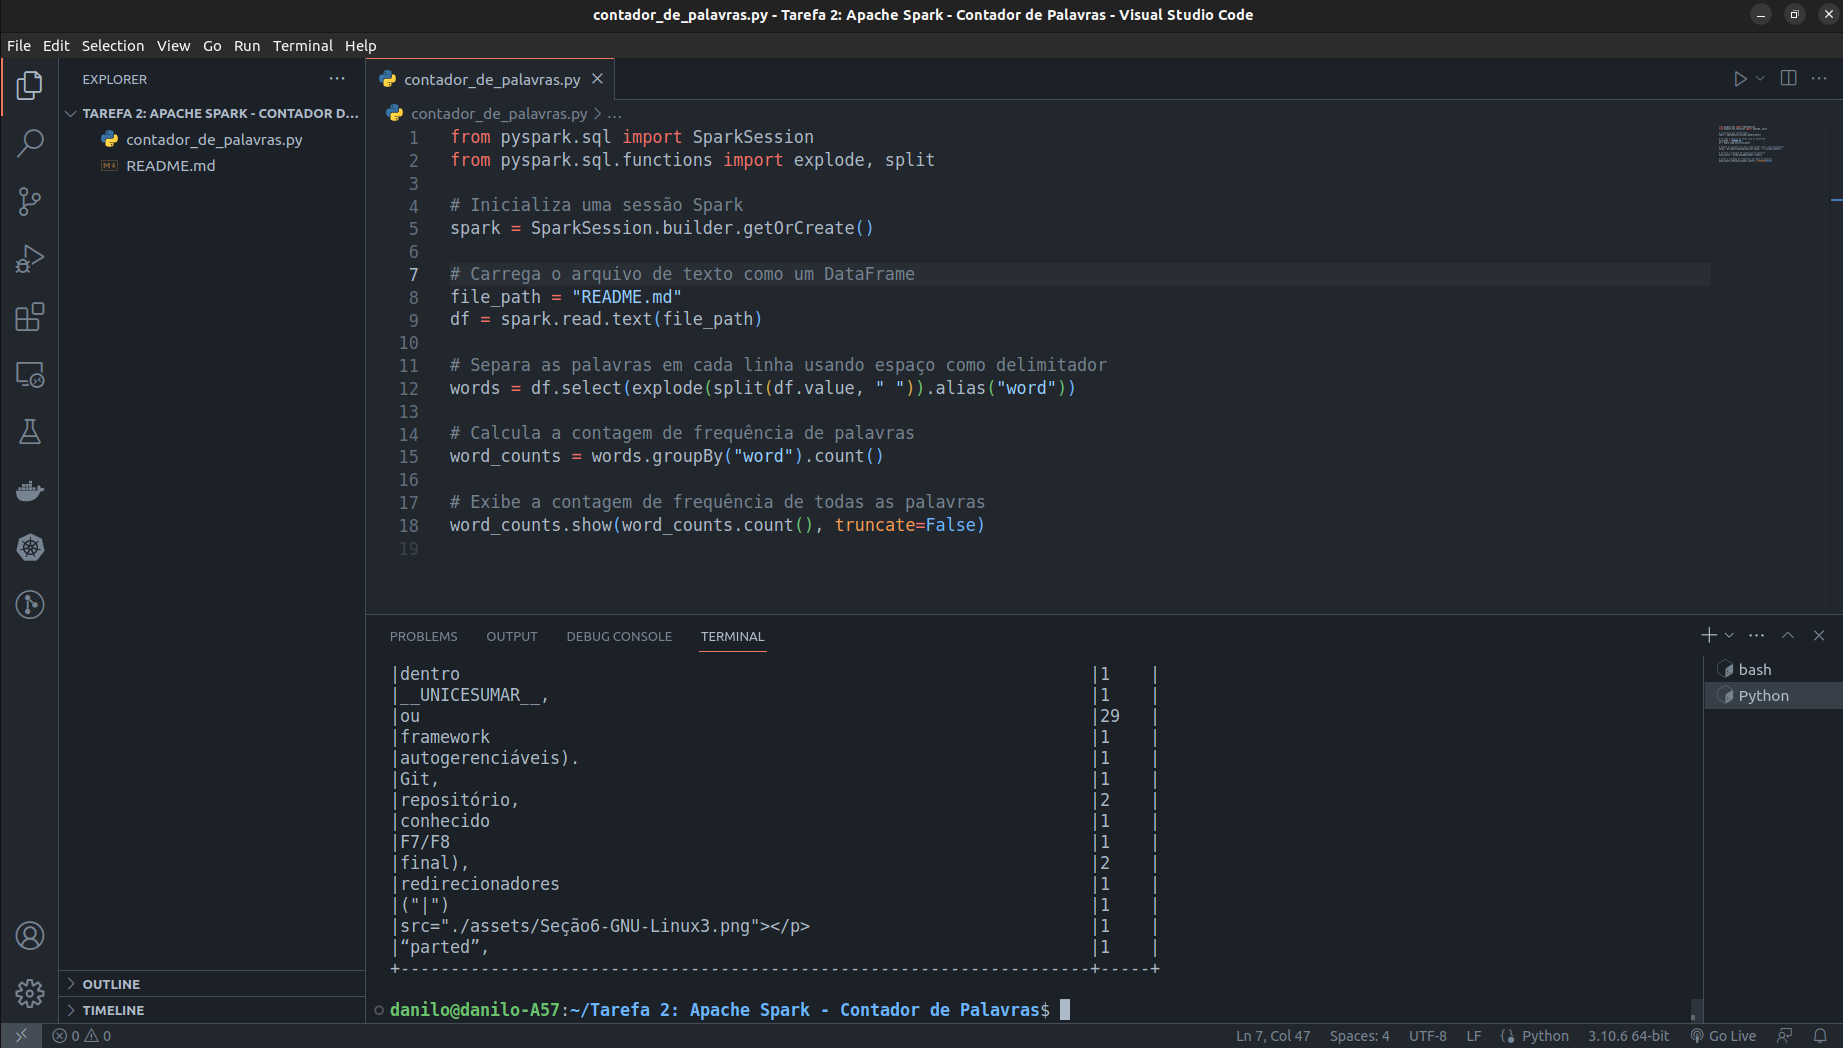 contador_de_palavras.py - Tarefa 2: Apache Spark - Contador de Palavras - Visual Studio Code
File Edit Selection View Go Run Terminal Help
EXPLORER
TAREFA 2: APACHE SPARK - CONTADOR D...
contador_de_palavras.py
README.md
OUTLINE
TIMELINE
contador_de_palavras.py
contador_de_palavras.py > ...
1 from pyspark.sql import SparkSession
2 from pyspark.sql.functions import explode, split
3
4 # Inicializa uma sessão Spark
5 spark = SparkSession.builder.getOrCreate()
6
7 # Carrega o arquivo de texto como um DataFrame
8 file_path = "README.md"
9 df = spark.read.text(file_path)
10
11 # Separa as palavras em cada linha usando espaço como delimitador
12 words = df.select(explode(split(df.value, " ")).alias("word"))
13
14 # Calcula a contagem de frequência de palavras
15 word_counts = words.groupBy("word").count()
16
17 # Exibe a contagem de frequência de todas as palavras
18 word_counts.show(word_counts.count(), truncate=False)
19
PROBLEMS OUTPUT DEBUG CONSOLE TERMINAL
|dentro |1 |
|__UNICESUMAR__, |1 |
|ou |29 |
|framework |1 |
|autogerenciáveis). |1 |
|Git, |1 |
|repositório, |2 |
|conhecido |1 |
|F7/F8 |1 |
|final), |2 |
|redirecionadores |1 |
|("|") |1 |
|src="./assets/Seção6-GNU-Linux3.png"></p> |1 |
|“parted”, |1 |
+---------------------------------------------------------------------+-----+
danilo@danilo-A57:~/Tarefa 2: Apache Spark - Contador de Palavras$
bash
Python
0 0
Ln 7, Col 47 Spaces: 4 UTF-8 LF Python 3.10.6 64-bit Go Live